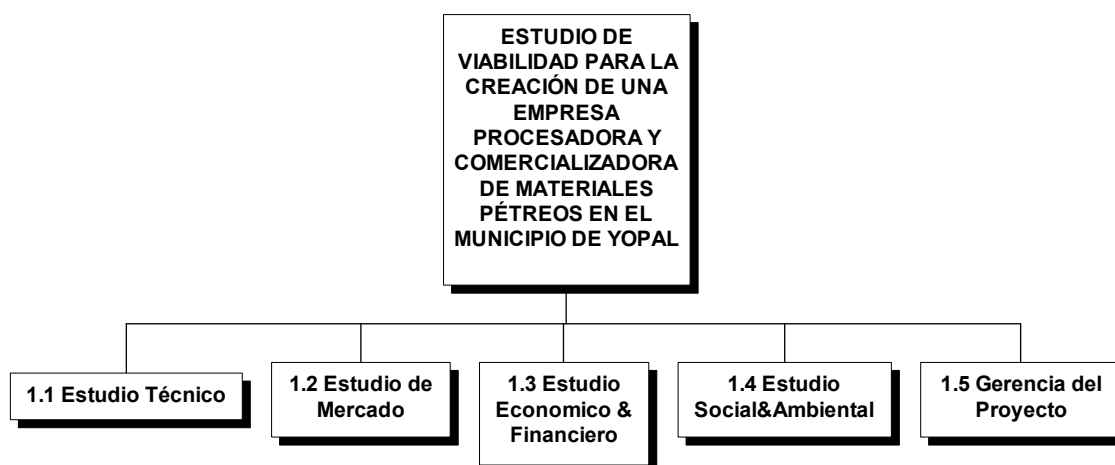 ESTUDIO DE
VIABILIDAD PARA LA
CREACIÓN DE UNA
EMPRESA
PROCESADORA Y
COMERCIALIZADORA
DE MATERIALES
PÉTREOS EN EL
MUNICIPIO DE YOPAL
1.1 Estudio Técnico
1.2 Estudio de
Mercado
1.3 Estudio
Economico &
Financiero
1.4 Estudio
Social&Ambiental
1.5 Gerencia del
Proyecto